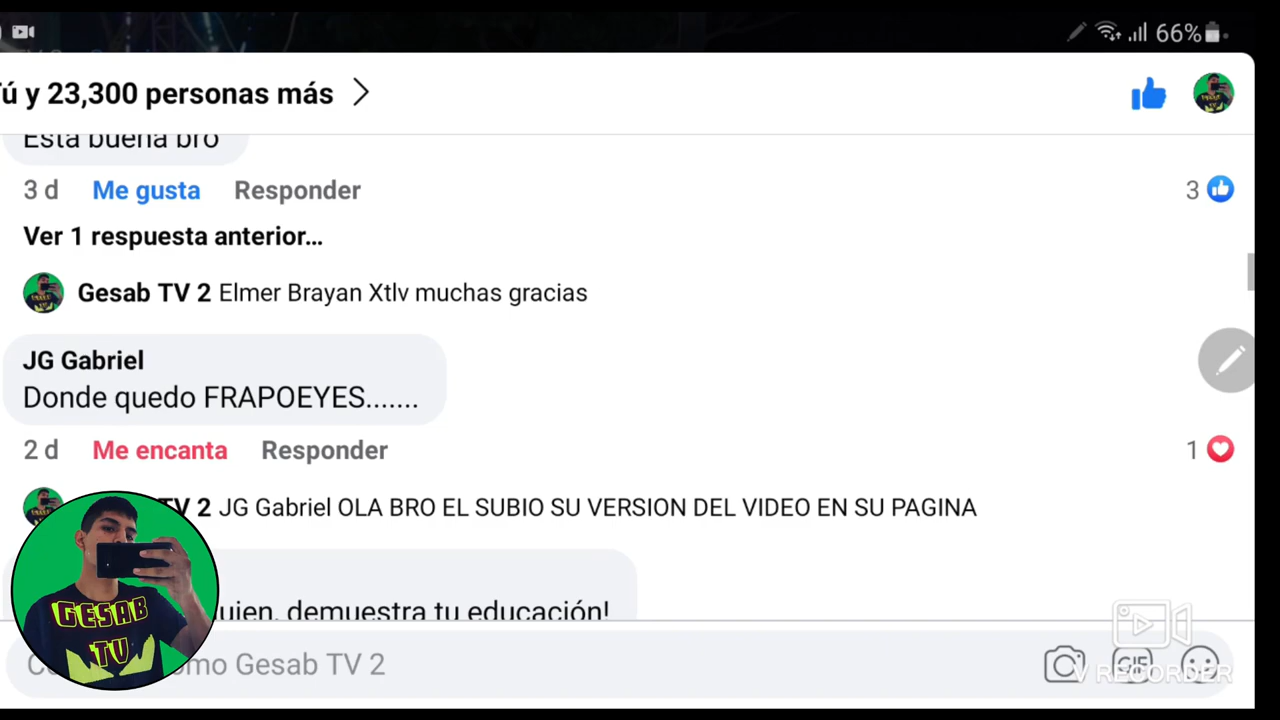 66%
ú y 23,300 personas más
Esta buena bro
3 d Me gusta Responder 3
Ver 1 respuesta anterior...
Gesab TV 2 Elmer Brayan Xtlv muchas gracias
JG Gabriel
Donde quedo FRAPOEYES.......
2 d Me encanta Responder 1
TV 2 JG Gabriel OLA BRO EL SUBIO SU VERSION DEL VIDEO EN SU PAGINA
uien, demuestra tu educación!
GESAB
TV
omo Gesab TV 2
GIF
V RECORDER